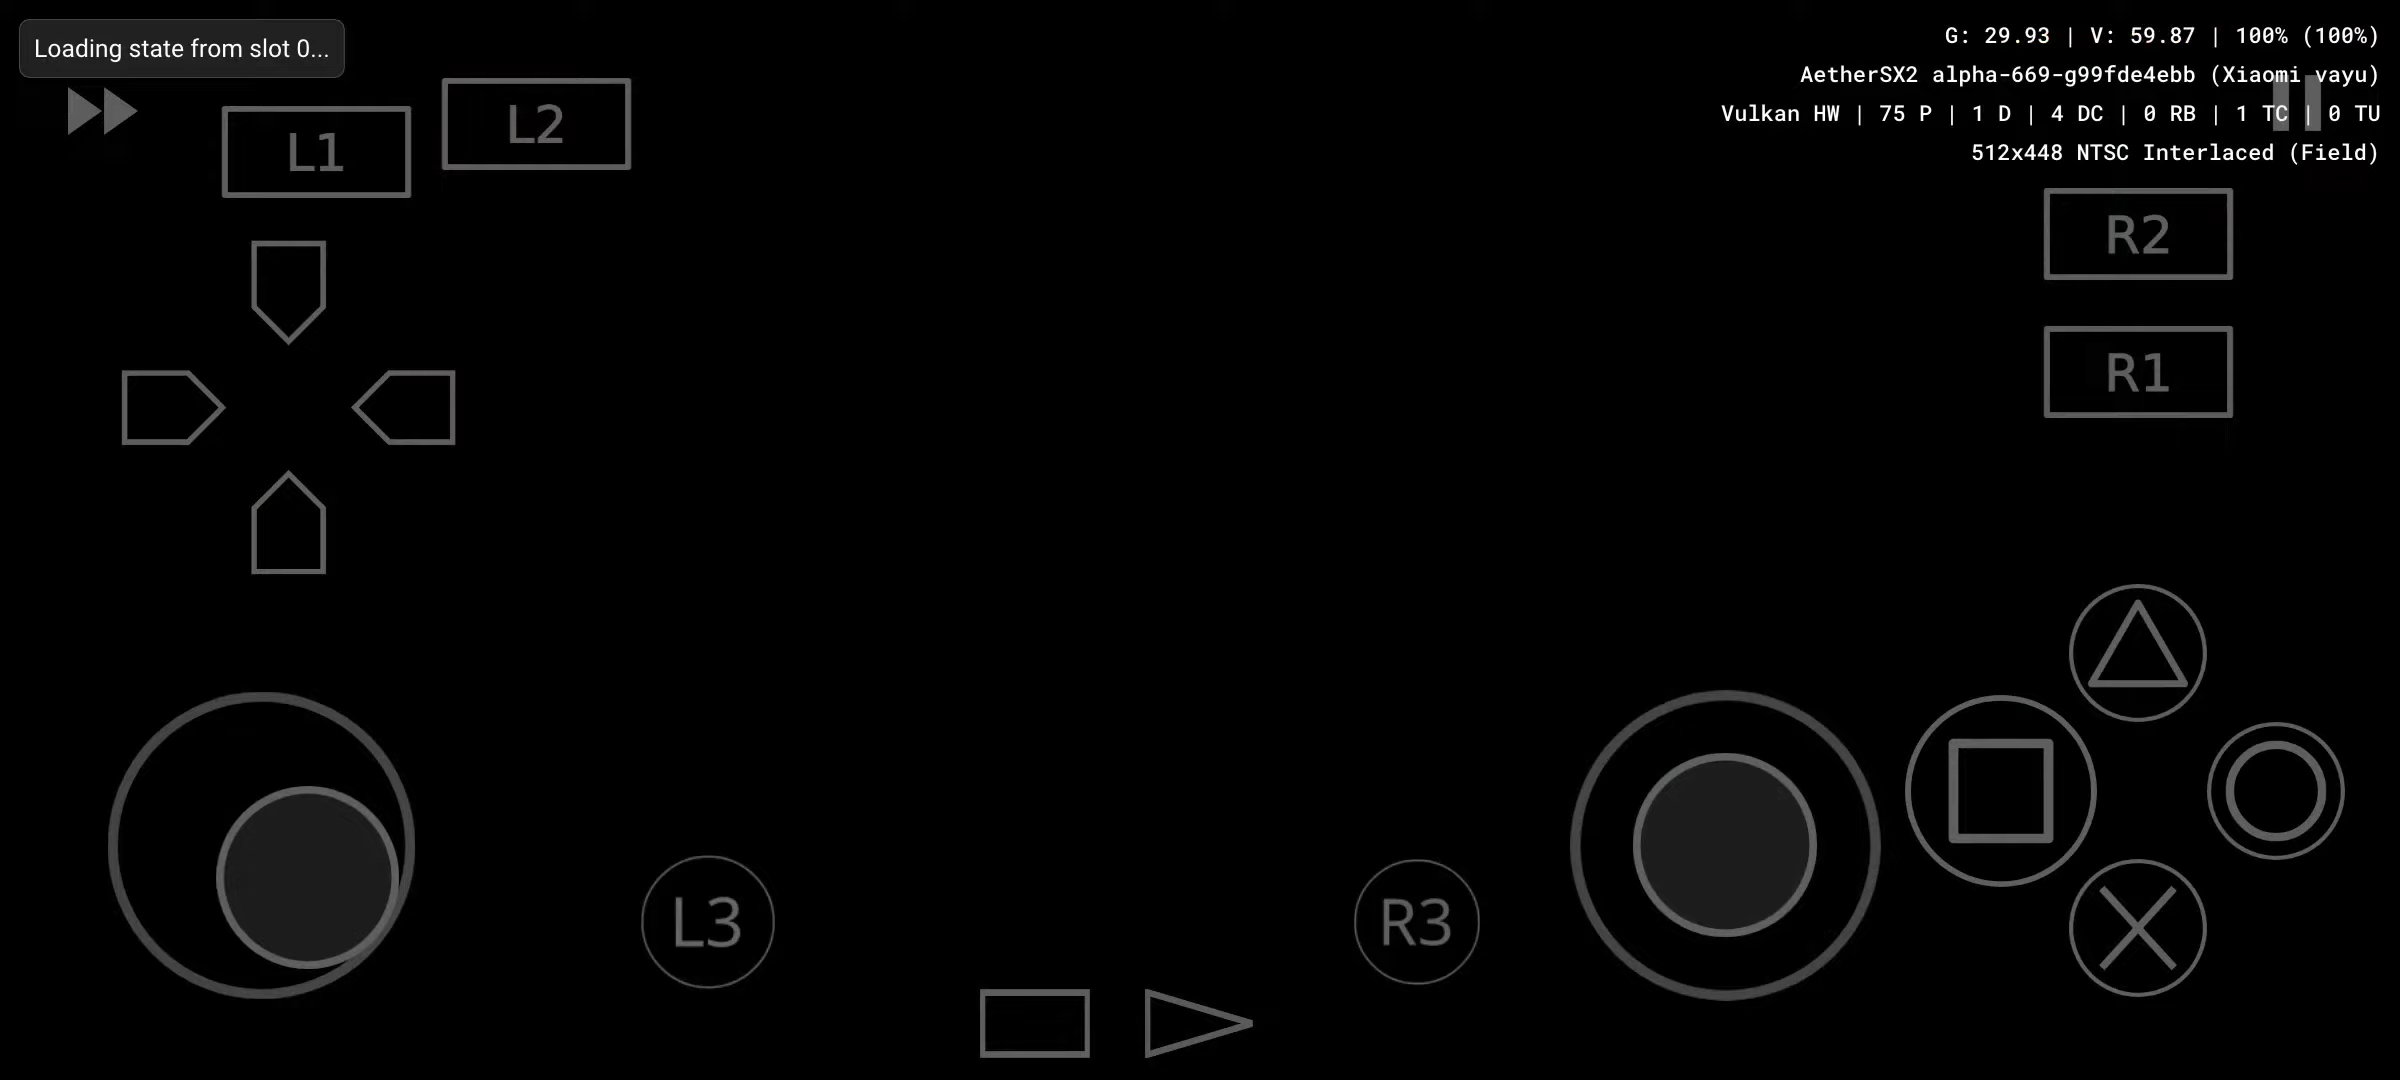 Loading state from slot 0...
G: 29.93 | V: 59.87 | 100% (100%)
AetherSX2 alpha-669-g99fde4ebb (Xiaomi vayu)
Vulkan HW | 75 P | 1 D | 4 DC | 0 RB | 1 TC | 0 TU
512x448 NTSC Interlaced (Field)
L1
L2
R2
R1
L3
R3